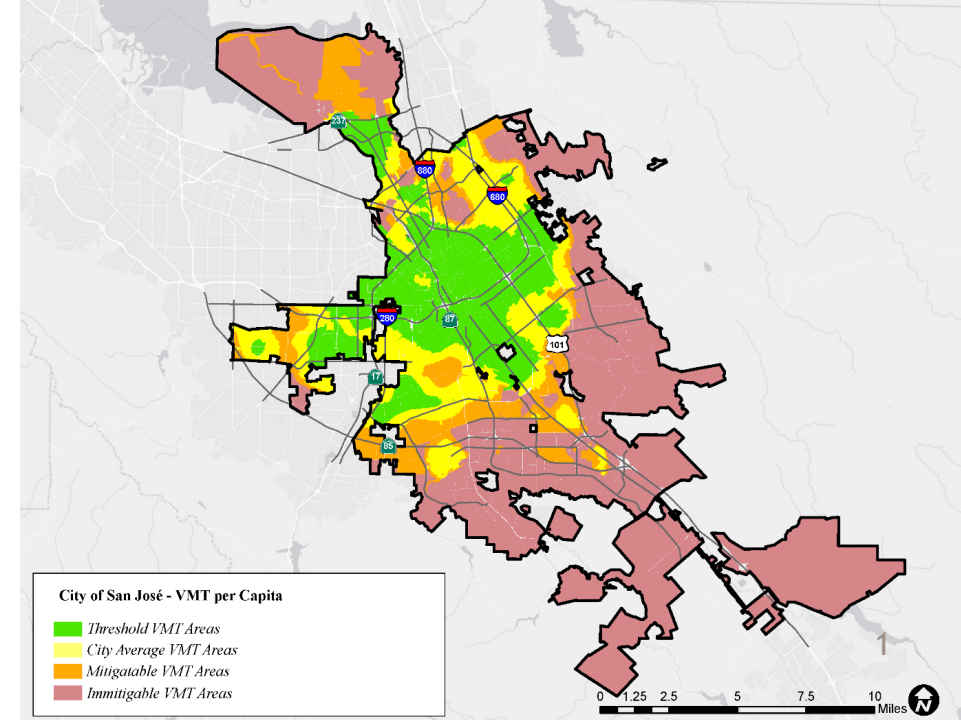 237
880
680
280
87
101
17
85
City of San José - VMT per Capita
Threshold VMT Areas
City Average VMT Areas
Mitigatable VMT Areas
Immitigable VMT Areas
1
0 1.25 2.5 5 7.5 10
Miles
N